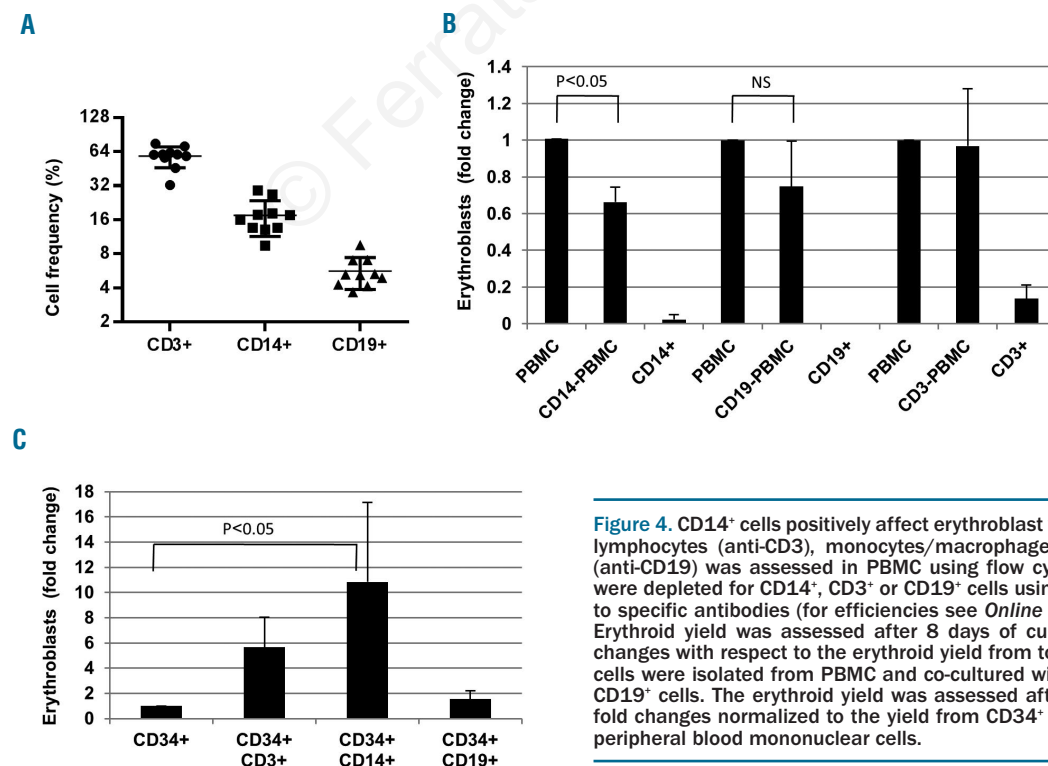 © Ferrata
A
Cell frequency (%)
128
64
32
16
8
4
2
CD3+
CD14+
CD19+
B
Erythroblasts (fold change)
1.4
1.2
1
0.8
0.6
0.4
0.2
0
P<0.05
NS
PBMC
CD14-PBMC
CD14+
PBMC
CD19-PBMC
CD19+
PBMC
CD3-PBMC
CD3+
C
Erythroblasts (fold change)
18
16
14
12
10
8
6
4
2
0
P<0.05
CD34+
CD34+ CD3+
CD34+ CD14+
CD34+ CD19+
Figure 4. CD14⁺ cells positively affect erythroblast
lymphocytes (anti-CD3), monocytes/macrophage
(anti-CD19) was assessed in PBMC using flow cy
were depleted for CD14⁺, CD3⁺ or CD19⁺ cells usin
to specific antibodies (for efficiencies see Online
Erythroid yield was assessed after 8 days of cu
changes with respect to the erythroid yield from to
cells were isolated from PBMC and co-cultured wi
CD19⁺ cells. The erythroid yield was assessed aft
fold changes normalized to the yield from CD34⁺
peripheral blood mononuclear cells.